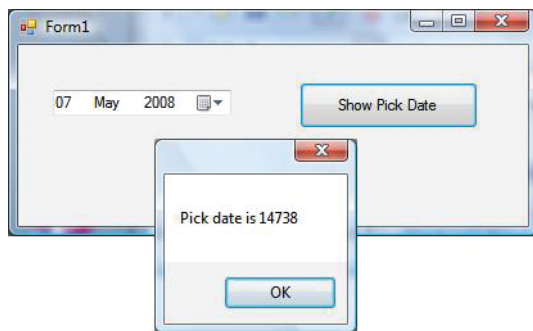 Form1
07 May 2008
Show Pick Date
Pick date is 14738
OK